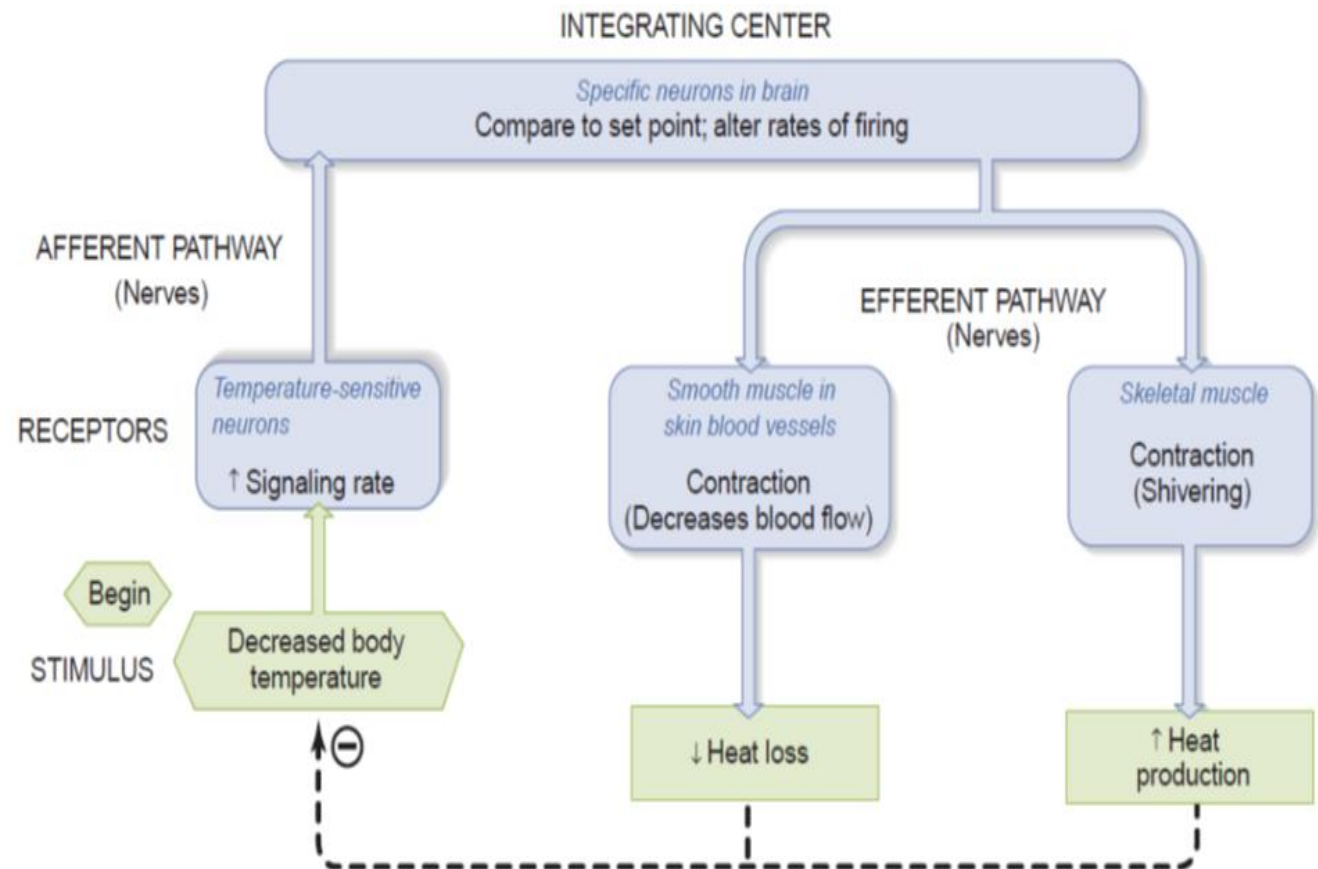 INTEGRATING CENTER
Specific neurons in brain
Compare to set point; alter rates of firing
AFFERENT PATHWAY
(Nerves)
EFFERENT PATHWAY
(Nerves)
RECEPTORS
Temperature-sensitive
neurons
↑ Signaling rate
Smooth muscle in
skin blood vessels
Contraction
(Decreases blood flow)
Skeletal muscle
Contraction
(Shivering)
Begin
STIMULUS
Decreased body
temperature
↓ Heat loss
↑ Heat
production
⊖